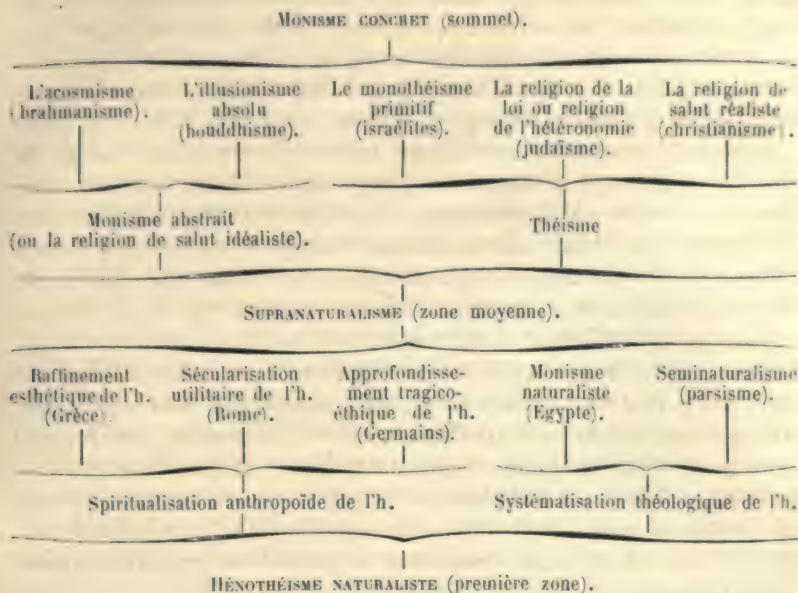 MONISME CONCRET (sommet).
L'acosmisme
(brahmanisme).
L'illusionisme
absolu
(bouddhisme).
Le monothéisme
primitif
(israélites).
La religion de la
loi ou religion
de l'hétéronomie
(judaïsme).
La religion de
salut réaliste
(christianisme).
Monisme abstrait
(ou la religion de salut idéaliste).
Théisme
SUPRANATURALISME (zone moyenne).
Raffinement
esthétique de l'h.
(Grèce).
Sécularisation
utilitaire de l'h.
(Rome).
Approfondisse-
ment tragico-
éthique de l'h.
(Germains).
Monisme
naturaliste
(Egypte).
Seminaturalisme
(parsisme).
Spiritualisation anthropoïde de l'h.
Systématisation théologique de l'h.
HÉNOTHÉISME NATURALISTE (première zone).